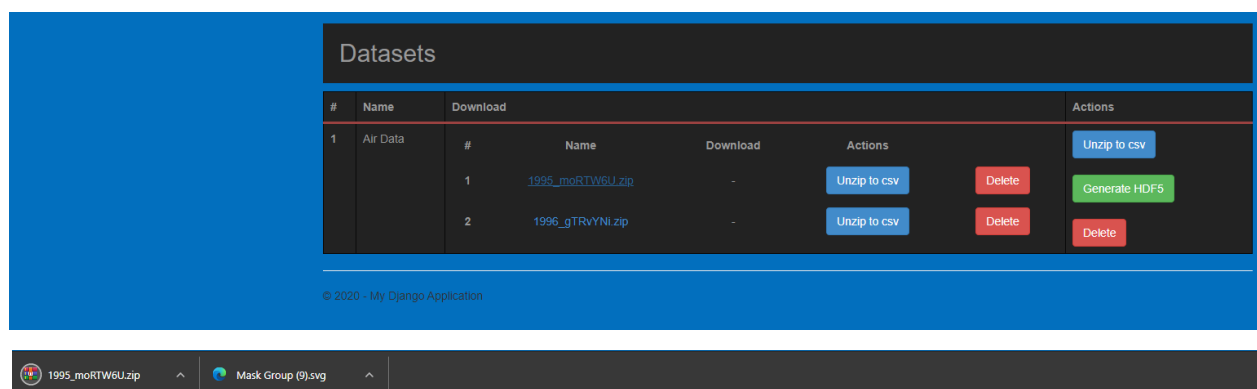 Datasets
# Name Download Actions
1 Air Data # Name Download Actions Unzip to csv
1 1995_moRTW6U.zip - Unzip to csv Delete Generate HDF5
2 1996_gTRvYNi.zip - Unzip to csv Delete Delete
© 2020 - My Django Application
1995_moRTW6U.zip Mask Group (9).svg